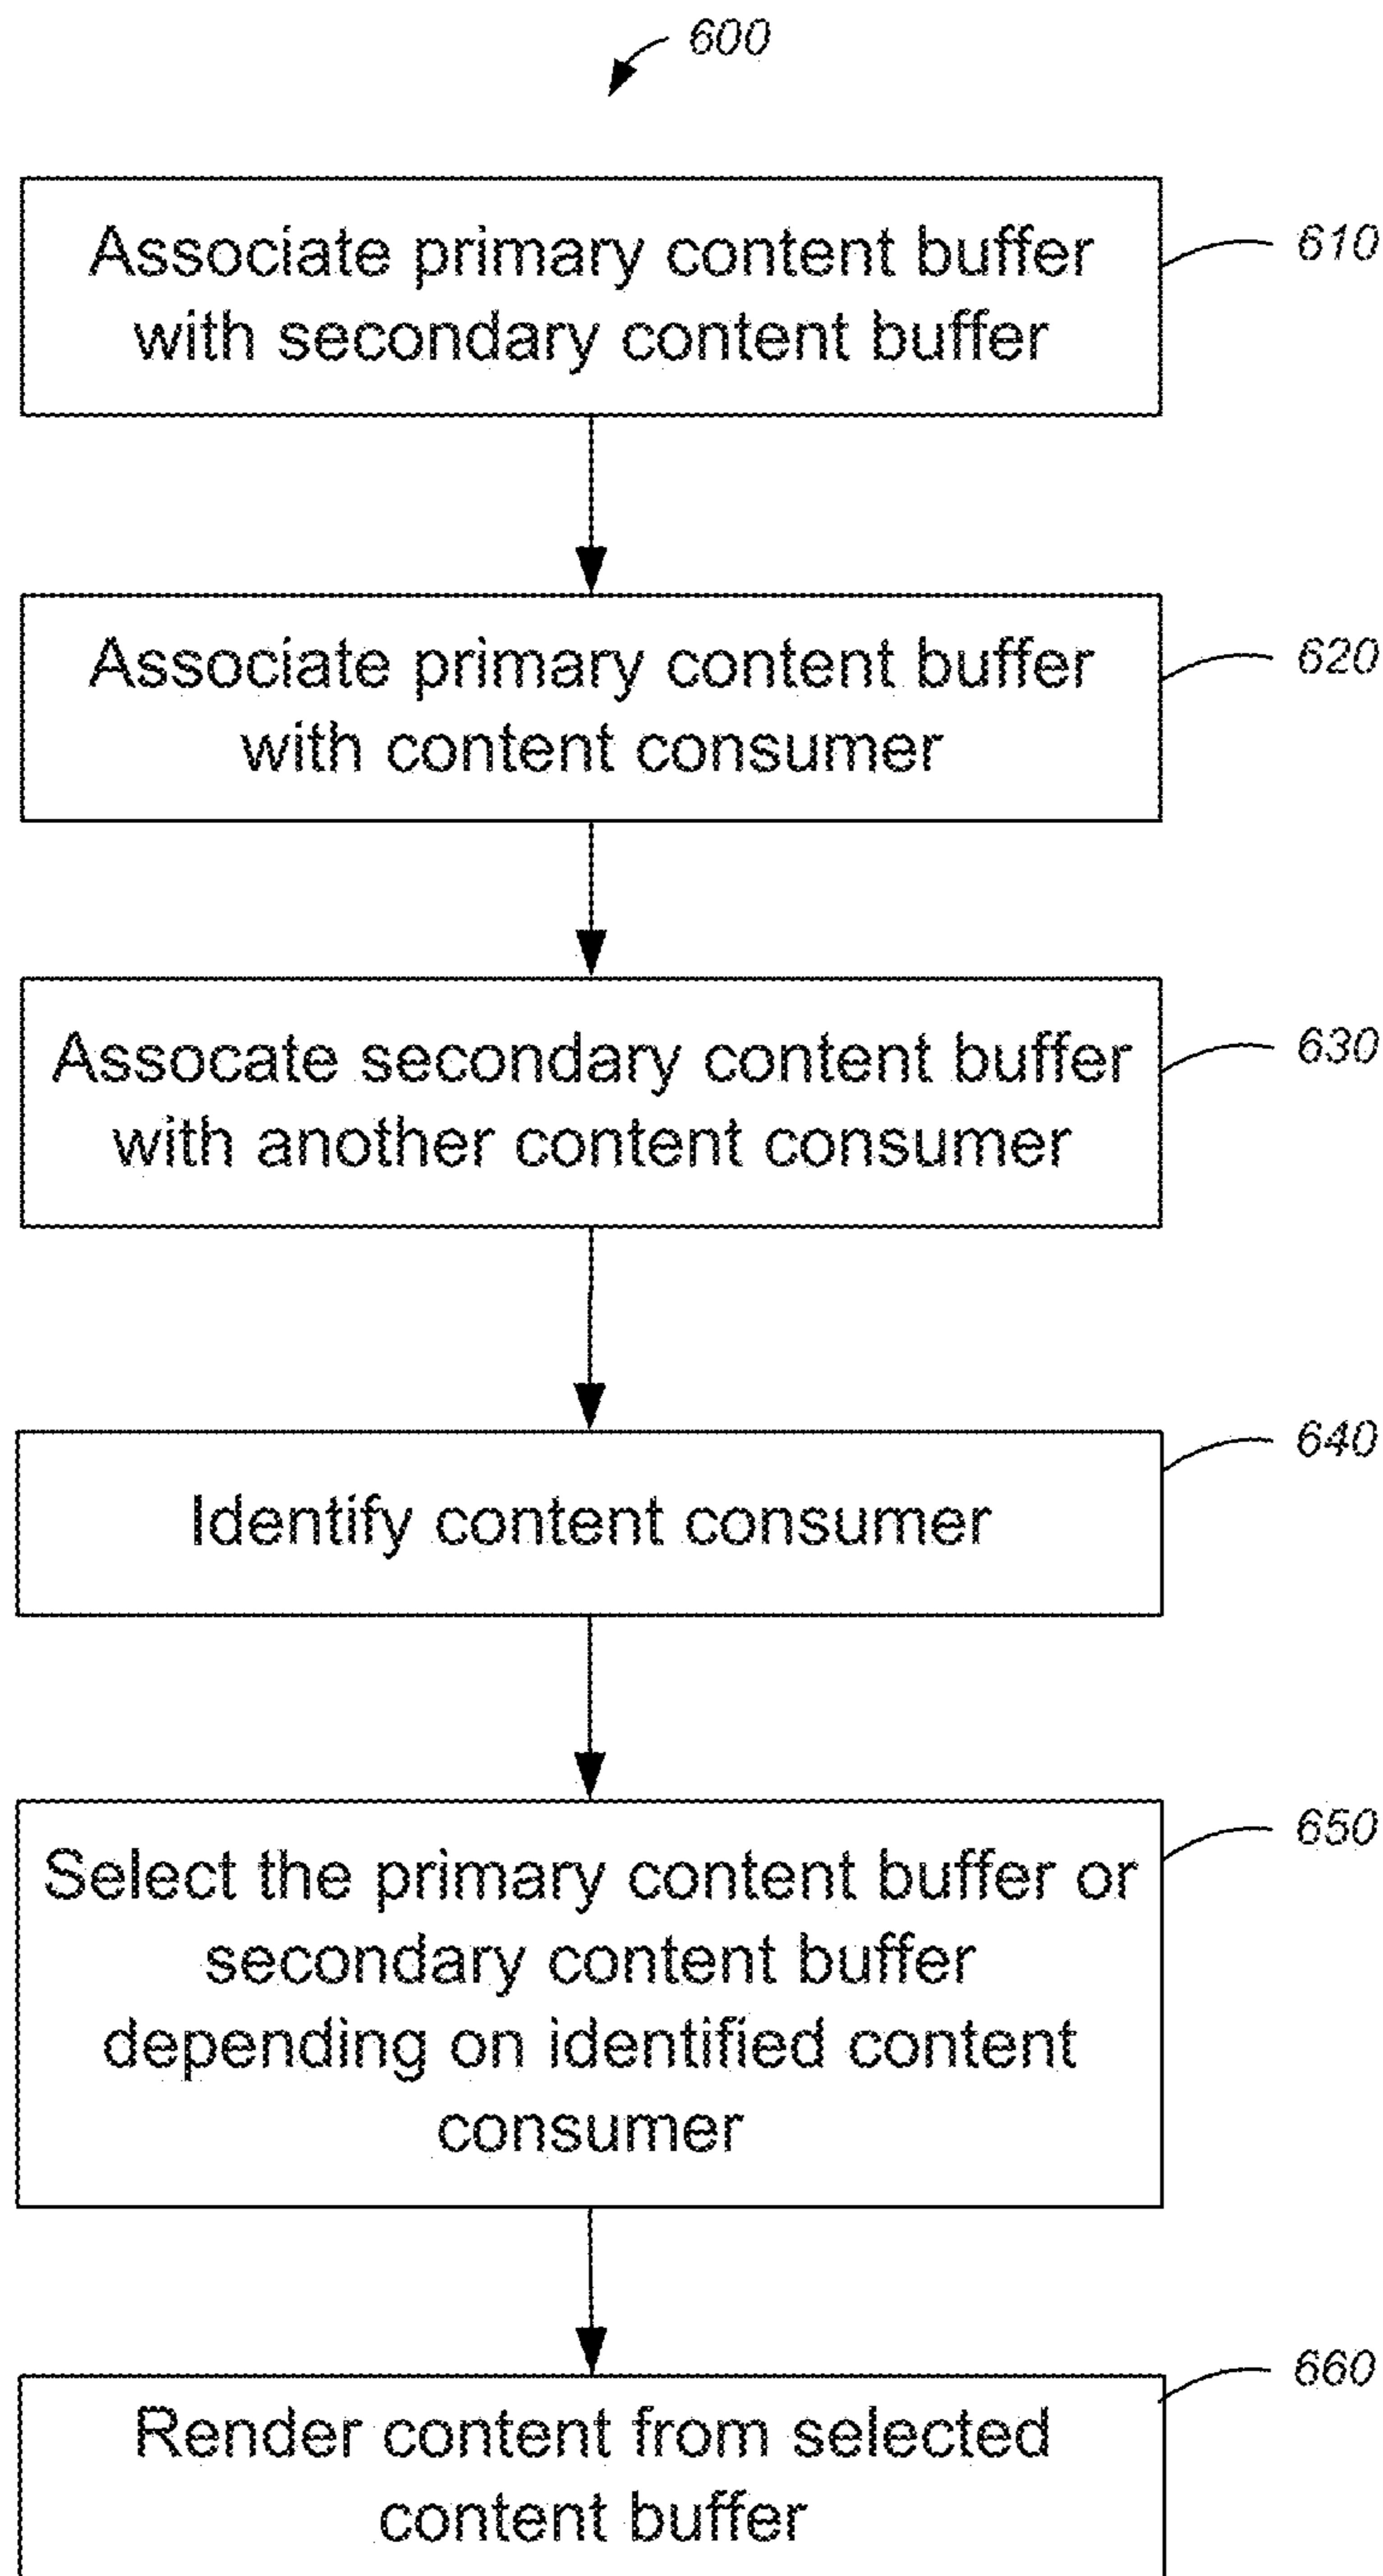 600
Associate primary content buffer
with secondary content buffer
610
Associate primary content buffer
with content consumer
620
Assocate secondary content buffer
with another content consumer
630
Identify content consumer
640
Select the primary content buffer or
secondary content buffer
depending on identified content
consumer
650
Render content from selected
content buffer
660